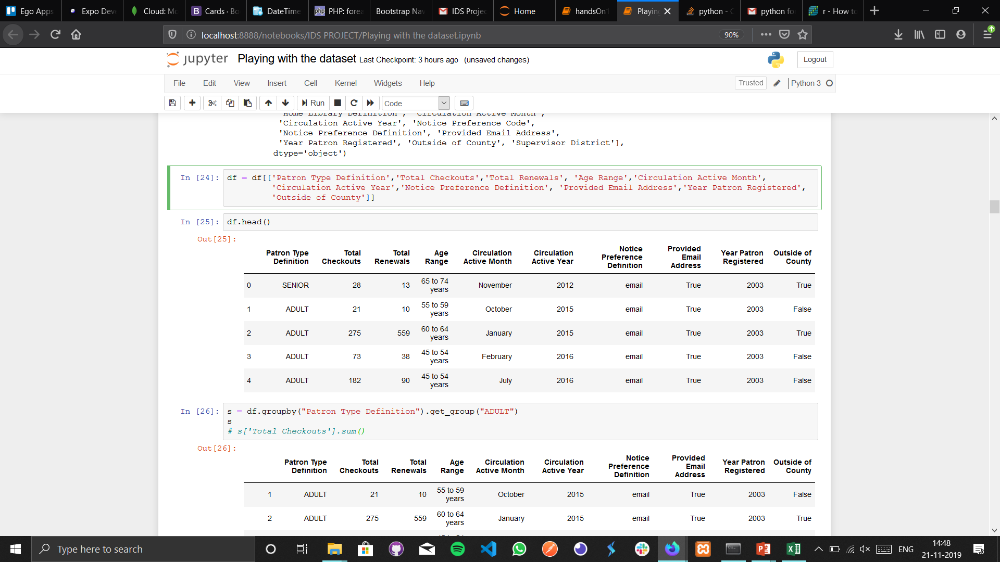 Ego Apps
Expo Dev
Cloud: Mo
Cards · Bo
DateTime
PHP: forea
Bootstrap Nav
IDS Projec
Home
handsOn1
Playing
python - C
python fo
r - How to
localhost:8888/notebooks/IDS PROJECT/Playing with the dataset.ipynb
90%
jupyter Playing with the dataset Last Checkpoint: 3 hours ago (unsaved changes)
Logout
File Edit View Insert Cell Kernel Widgets Help
Trusted
Python 3
Run
Code
'Home Library Definition', 'Circulation Active Month',
'Circulation Active Year', 'Notice Preference Code',
'Notice Preference Definition', 'Provided Email Address',
'Year Patron Registered', 'Outside of County', 'Supervisor District'],
dtype='object')
In [24]: df = df[['Patron Type Definition','Total Checkouts','Total Renewals', 'Age Range','Circulation Active Month',
'Circulation Active Year','Notice Preference Definition', 'Provided Email Address','Year Patron Registered',
'Outside of County']]
In [25]: df.head()
Out[25]:
Patron Type Definition Total Checkouts Total Renewals Age Range Circulation Active Month Circulation Active Year Notice Preference Definition Provided Email Address Year Patron Registered Outside of County
0 SENIOR 28 13 65 to 74 years November 2012 email True 2003 True
1 ADULT 21 10 55 to 59 years October 2015 email True 2003 False
2 ADULT 275 559 60 to 64 years January 2015 email True 2003 True
3 ADULT 73 38 45 to 54 years February 2016 email True 2003 False
4 ADULT 182 90 45 to 54 years July 2016 email True 2003 False
In [26]: s = df.groupby("Patron Type Definition").get_group("ADULT")
s
# s['Total Checkouts'].sum()
Out[26]:
Patron Type Definition Total Checkouts Total Renewals Age Range Circulation Active Month Circulation Active Year Notice Preference Definition Provided Email Address Year Patron Registered Outside of County
1 ADULT 21 10 55 to 59 years October 2015 email True 2003 False
2 ADULT 275 559 60 to 64 years January 2015 email True 2003 True
Type here to search
ENG
14:48
21-11-2019